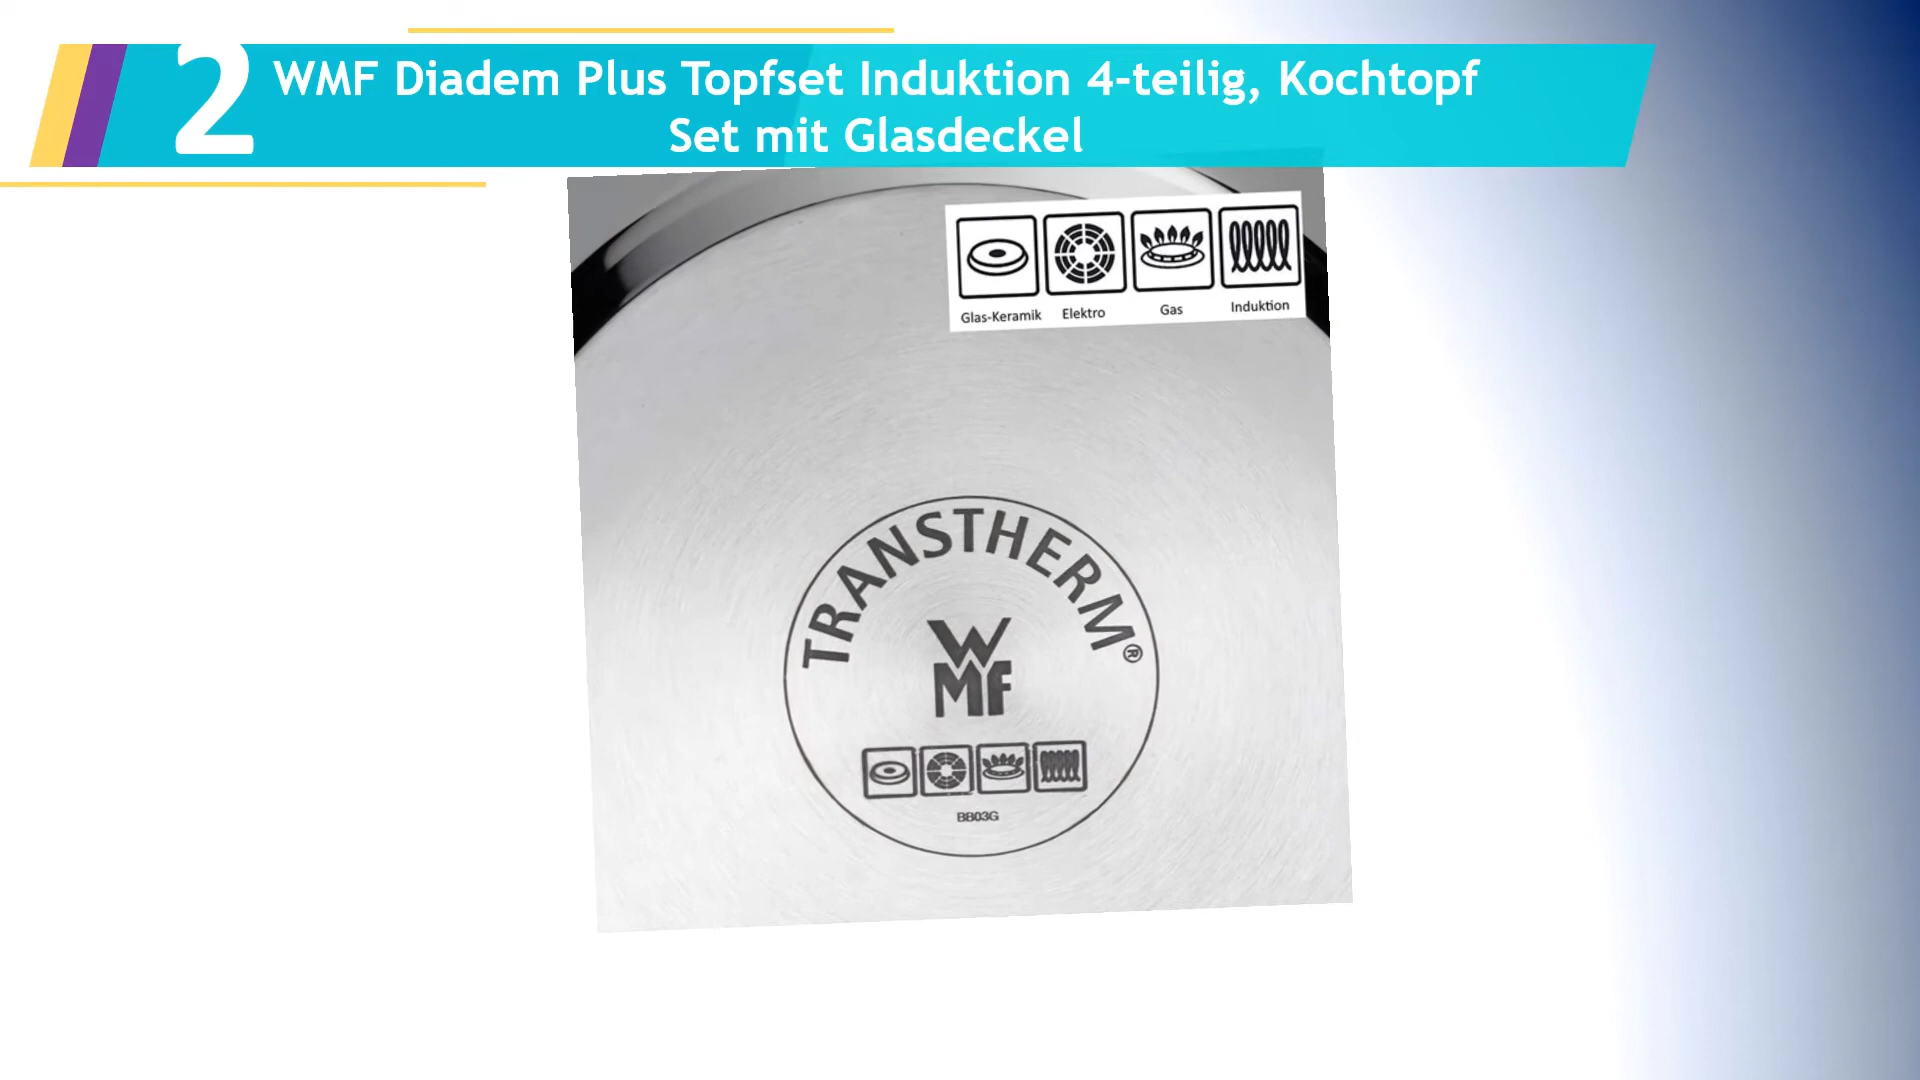 2
WMF Diadem Plus Topfset Induktion 4-teilig, Kochtopf
Set mit Glasdeckel
Glas-Keramik Elektro Gas Induktion
TRANSTHERM®
WMF
BB03G